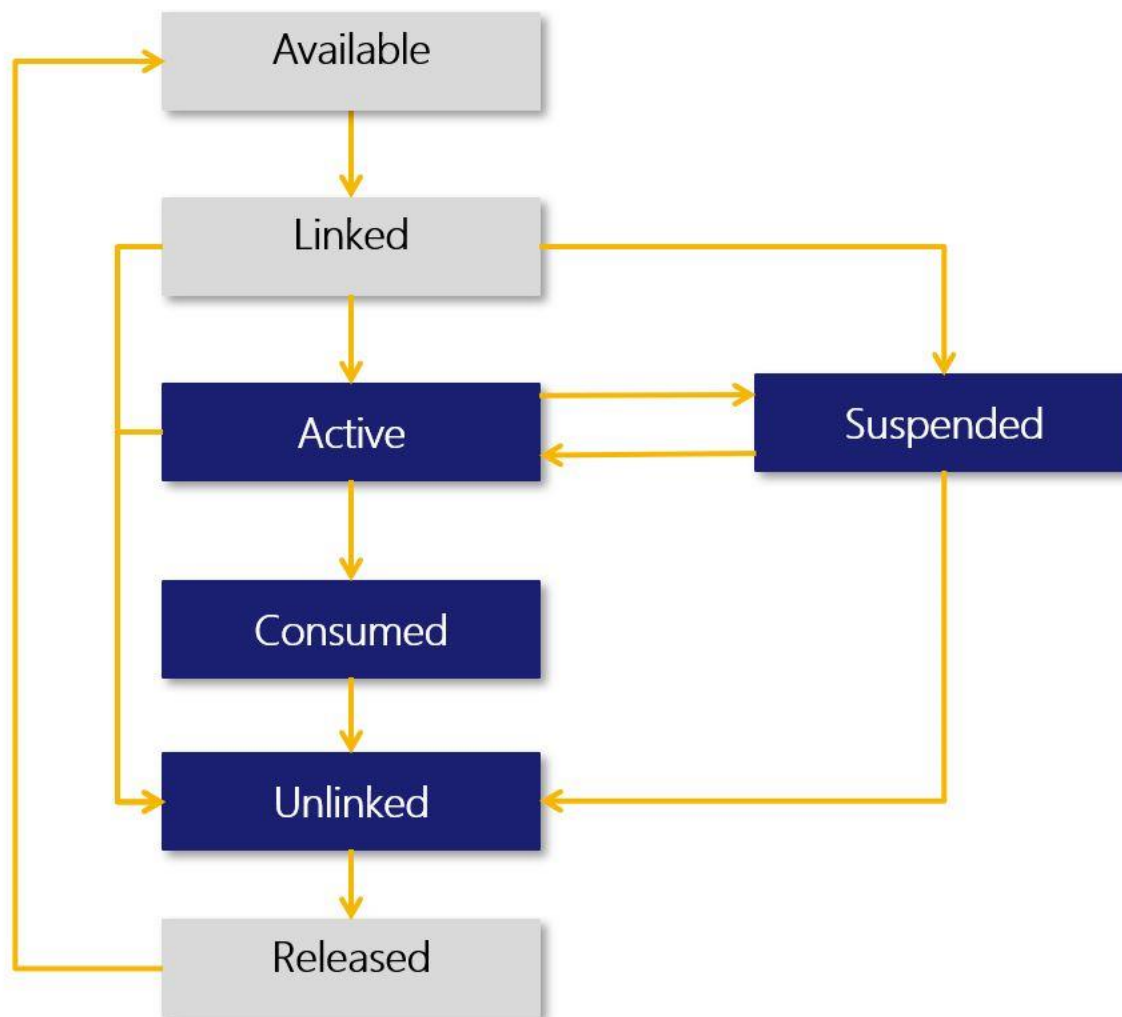 Available
Linked
Active
Suspended
Consumed
Unlinked
Released